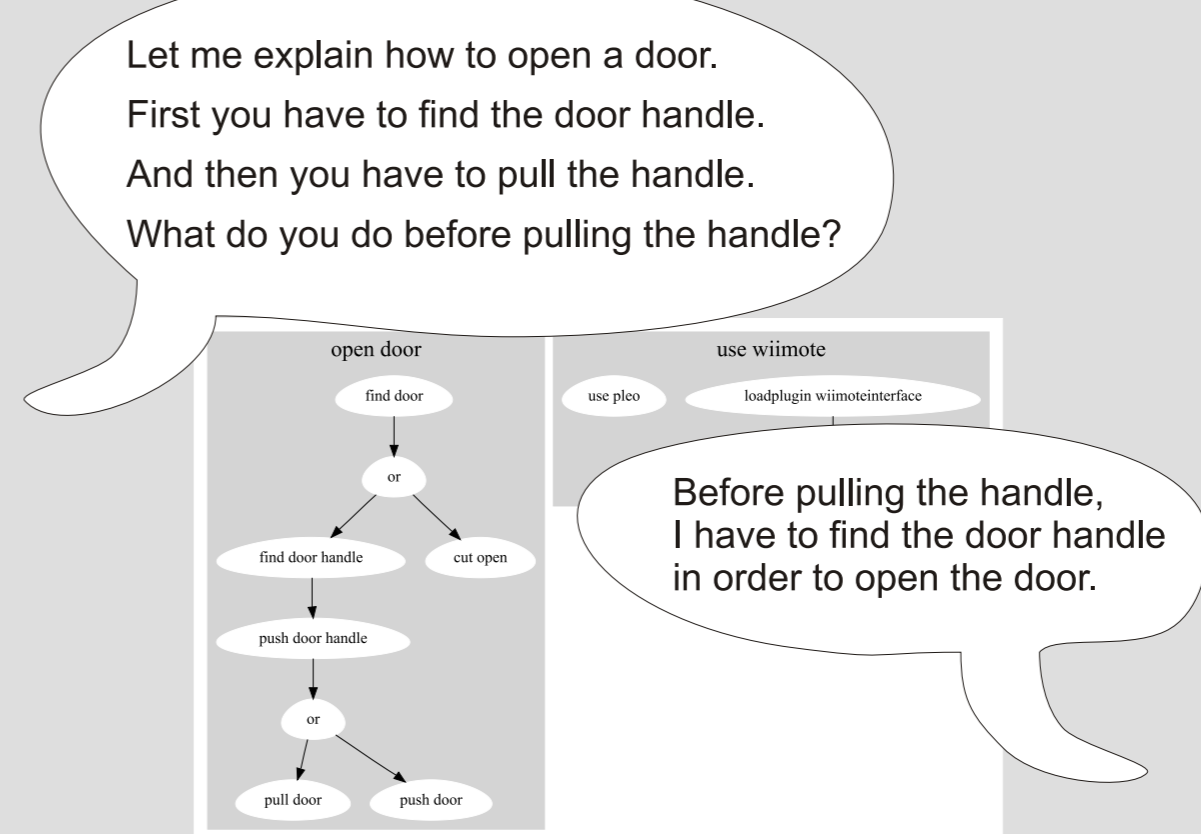 Let me explain how to open a door.
First you have to find the door handle.
And then you have to pull the handle.
What do you do before pulling the handle?
open door
find door
or
find door handle
cut open
push door handle
or
pull door
push door
use wiimote
use pleo
loadplugin wiimoteinterface
Before pulling the handle,
I have to find the door handle
in order to open the door.